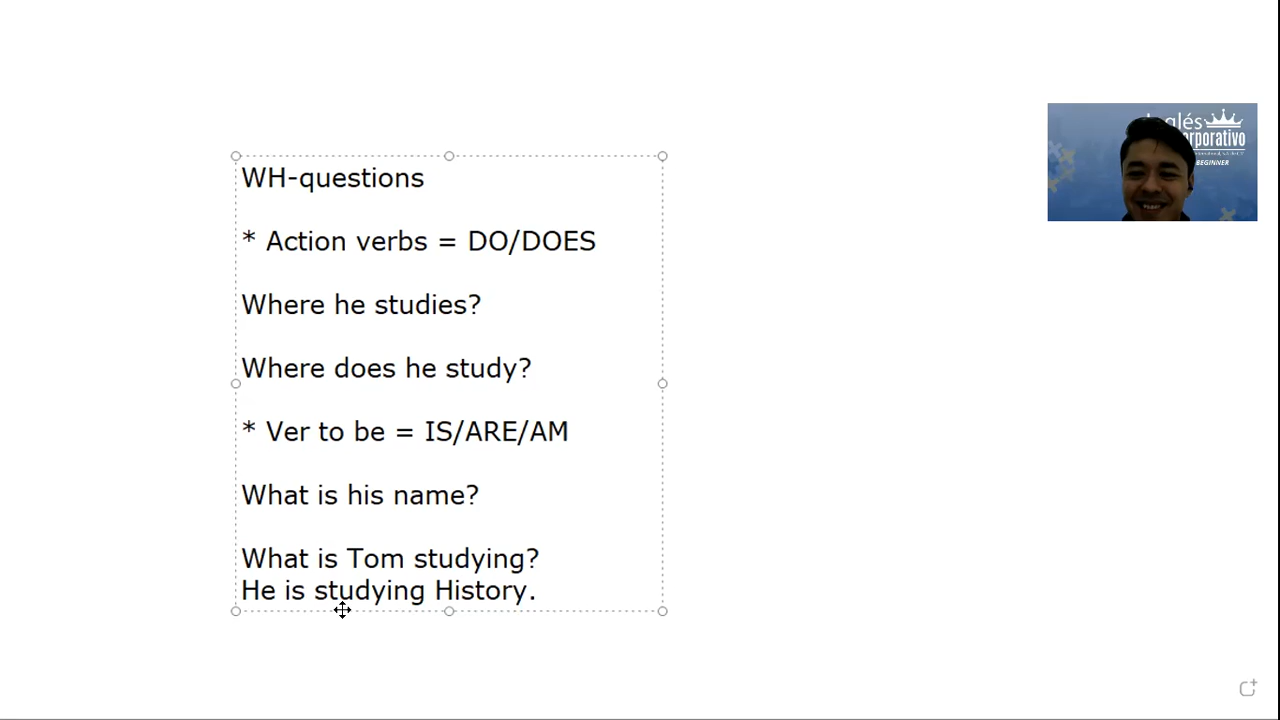 WH-questions
* Action verbs = DO/DOES
Where he studies?
Where does he study?
* Ver to be = IS/ARE/AM
What is his name?
What is Tom studying?
He is studying History.
BEGINNER